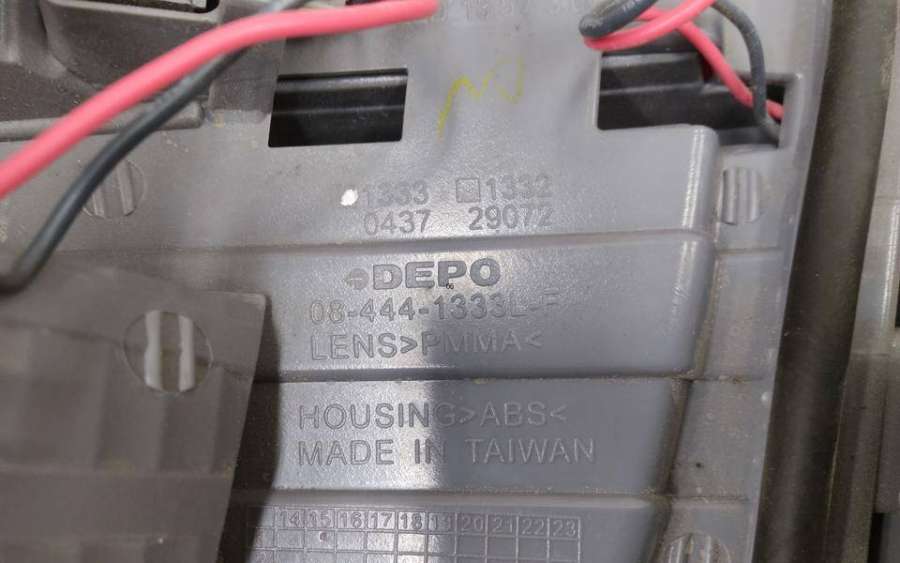 1333 1332
0437 29072
DEPO
08-444-1333L-
LENS>PMMA<
HOUSING>ABS<
MADE IN TAIWAN
14 15 16 17 18 19 20 21 22 23